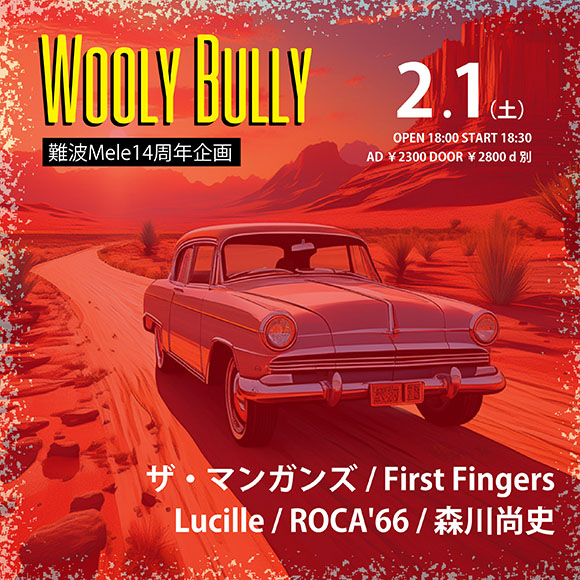 WOOLY BULLY
難波Mele14周年企画
2.1(土)
OPEN 18:00 START 18:30
AD ￥2300 DOOR ￥2800 d 別
ザ・マンガンズ / First Fingers
Lucille / ROCA'66 / 森川尚史